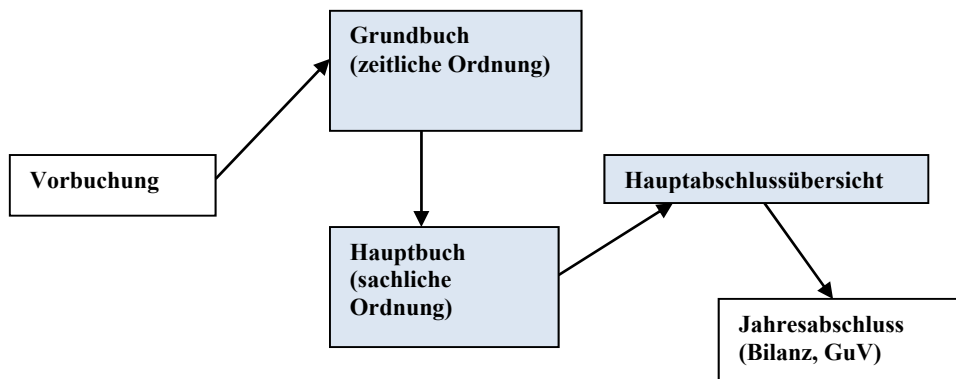 Grundbuch
(zeitliche Ordnung)
Vorbuchung
Hauptabschlussübersicht
Hauptbuch
(sachliche
Ordnung)
Jahresabschluss
(Bilanz, GuV)